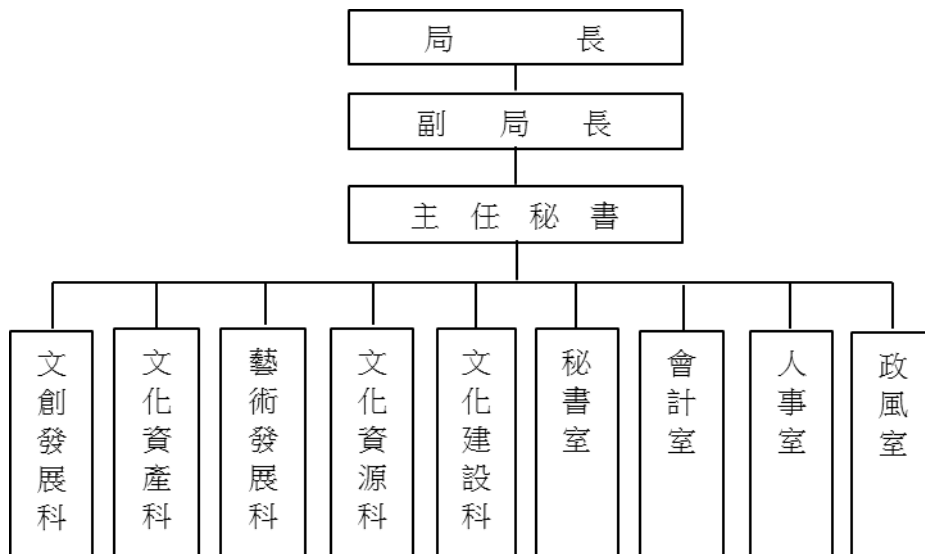 局長
副局長
主任秘書
文創發展科
文化資產科
藝術發展科
文化資源科
文化建設科
秘書室
會計室
人事室
政風室